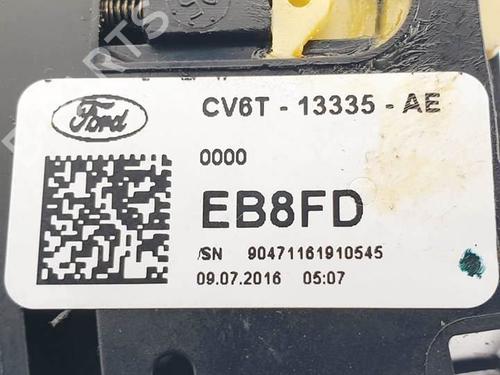 Ford
CV6T - 13335 - AE
0000
EB8FD
/SN 90471161910545
09.07.2016 05:07